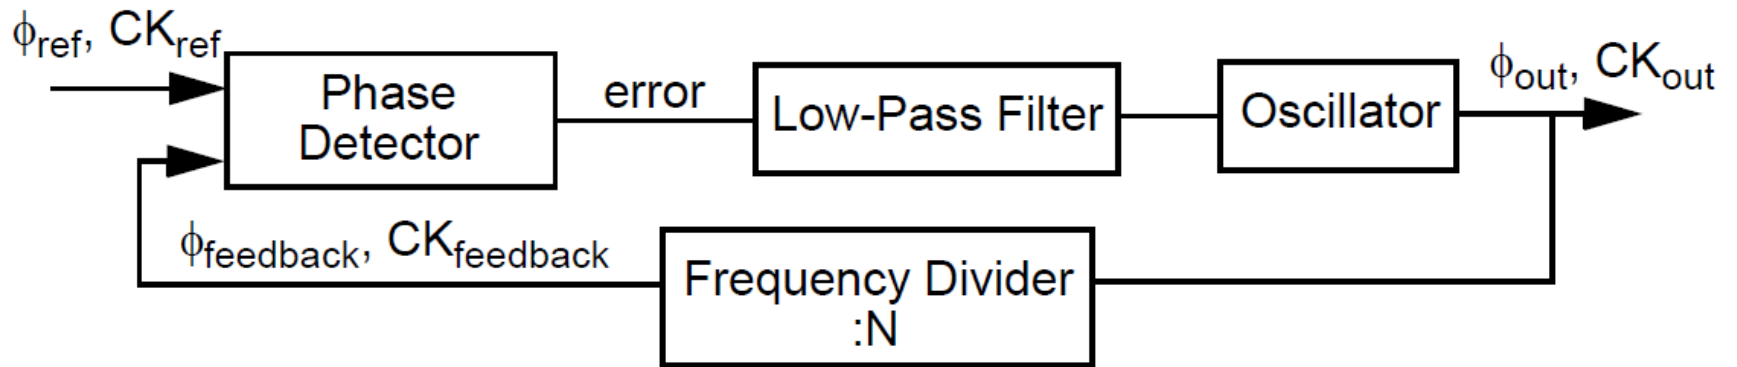 ϕref, CKref
Phase
Detector
error
Low-Pass Filter
Oscillator
ϕout, CKout
ϕfeedback, CKfeedback
Frequency Divider
:N